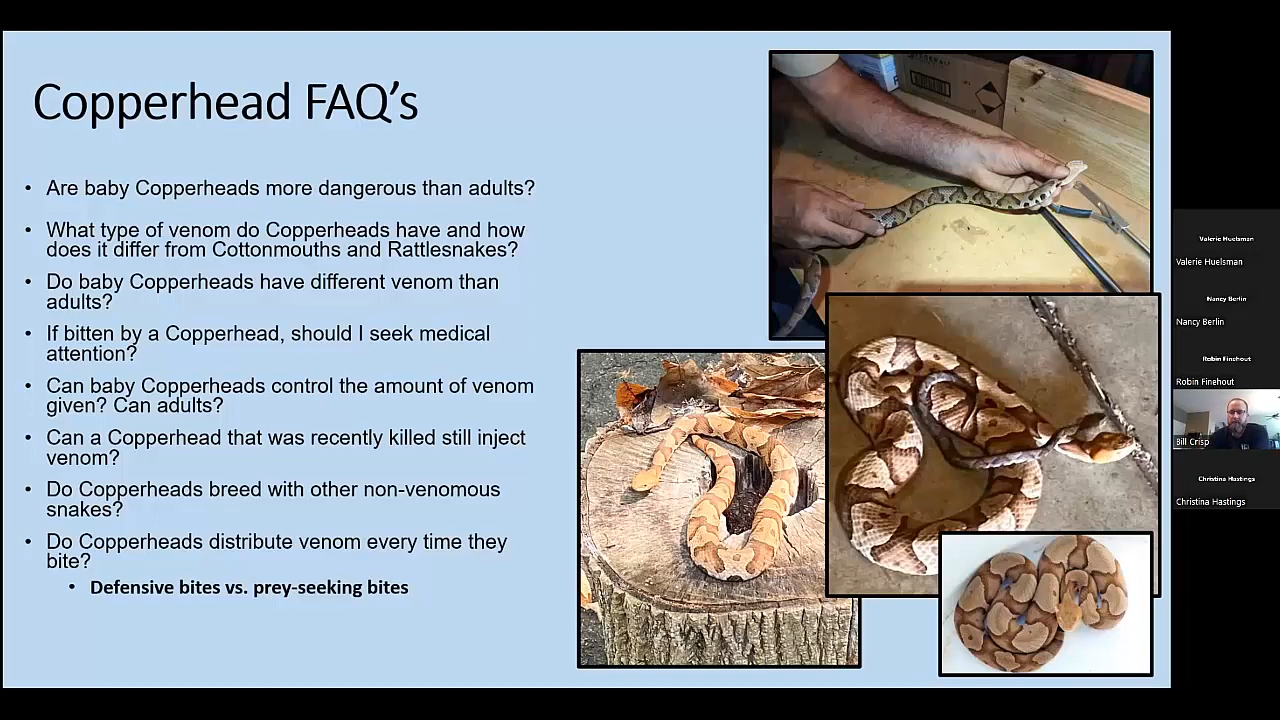 Copperhead FAQ's
• Are baby Copperheads more dangerous than adults?
• What type of venom do Copperheads have and how
does it differ from Cottonmouths and Rattlesnakes?
• Do baby Copperheads have different venom than
adults?
• If bitten by a Copperhead, should I seek medical
attention?
• Can baby Copperheads control the amount of venom
given? Can adults?
• Can a Copperhead that was recently killed still inject
venom?
• Do Copperheads breed with other non-venomous
snakes?
• Do Copperheads distribute venom every time they
bite?
• Defensive bites vs. prey-seeking bites
Valerie Huelsman
Valerie Huelsman
Nancy Berlin
Nancy Berlin
Robin Finehout
Robin Finehout
Bill Crisp
Christina Hastings
Christina Hastings